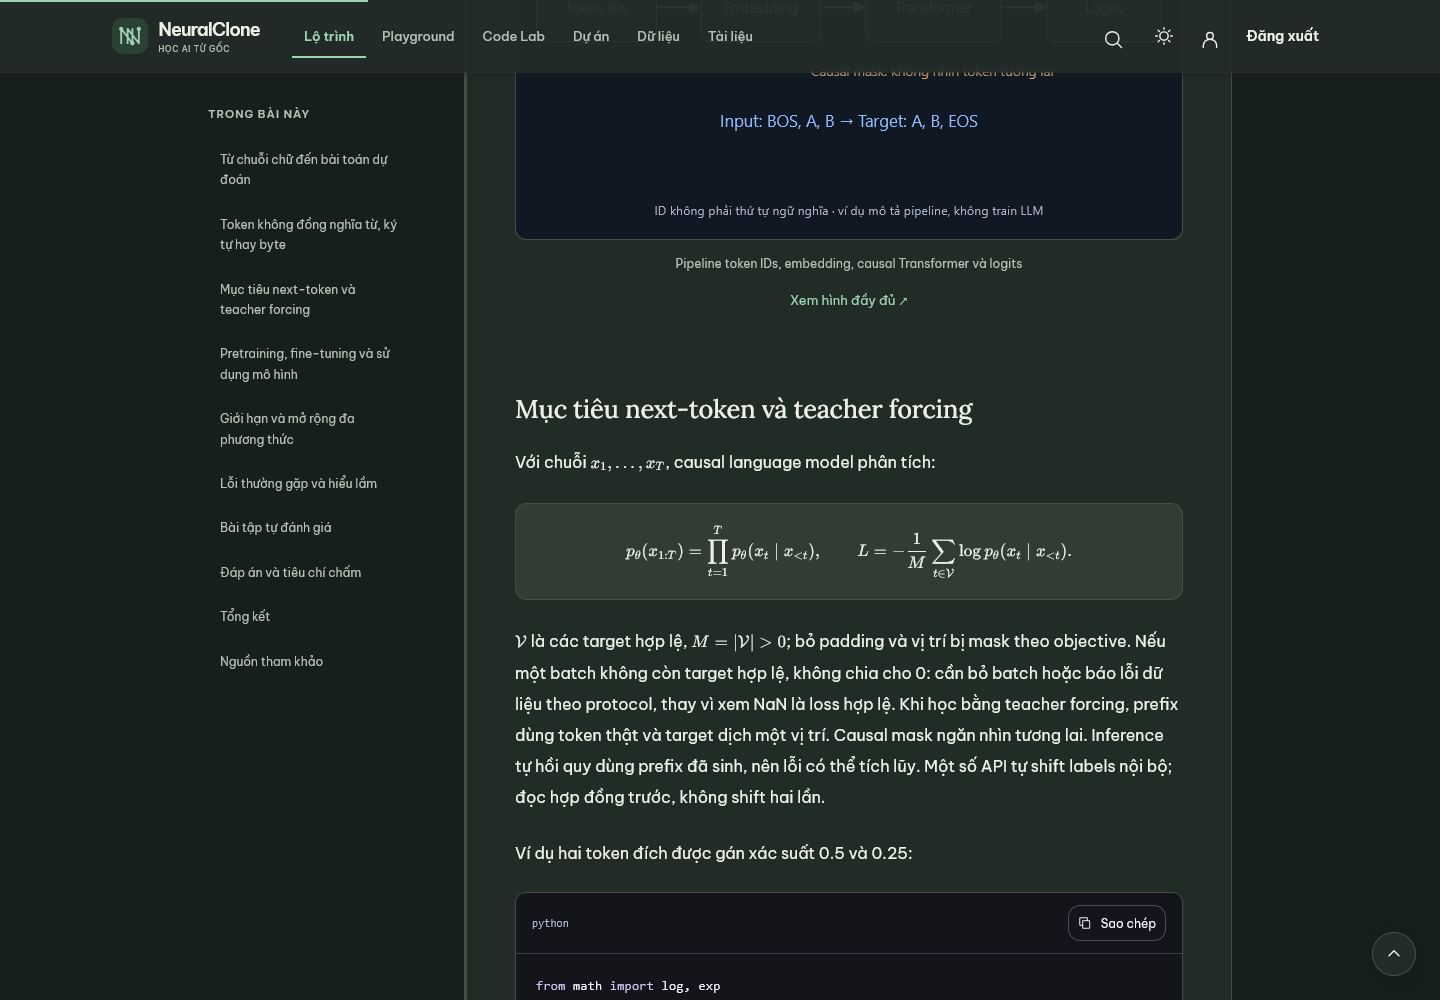 NeuralClone
HỌC AI TỪ GỐC
Lộ trình
Playground
Code Lab
Dự án
Dữ liệu
Tài liệu
Đăng xuất
Token IDs
Embedding
Transformer
Logits
Causal mask: không nhìn token tương lai
Input: BOS, A, B → Target: A, B, EOS
ID không phải thứ tự ngữ nghĩa · ví dụ mô tả pipeline, không train LLM
Pipeline token IDs, embedding, causal Transformer và logits
Xem hình đầy đủ ↗
TRONG BÀI NÀY
Từ chuỗi chữ đến bài toán dự
đoán
Token không đồng nghĩa từ, ký
tự hay byte
Mục tiêu next-token và
teacher forcing
Pretraining, fine-tuning và sử
dụng mô hình
Giới hạn và mở rộng đa
phương thức
Lỗi thường gặp và hiểu lầm
Bài tập tự đánh giá
Đáp án và tiêu chí chấm
Tổng kết
Nguồn tham khảo
Mục tiêu next-token và teacher forcing
Với chuỗi x₁, . . . , x_T, causal language model phân tích:
p_θ(x_{1:T}) = ∏_{t=1}^{T} p_θ(x_t | x_{<t}), L = −\frac{1}{M} ∑_{t∈𝒱} log p_θ(x_t | x_{<t}).
𝒱 là các target hợp lệ, M = |𝒱| > 0; bỏ padding và vị trí bị mask theo objective. Nếu
một batch không còn target hợp lệ, không chia cho 0: cần bỏ batch hoặc báo lỗi dữ
liệu theo protocol, thay vì xem NaN là loss hợp lệ. Khi học bằng teacher forcing, prefix
dùng token thật và target dịch một vị trí. Causal mask ngăn nhìn tương lai. Inference
tự hồi quy dùng prefix đã sinh, nên lỗi có thể tích lũy. Một số API tự shift labels nội bộ;
đọc hợp đồng trước, không shift hai lần.
Ví dụ hai token đích được gán xác suất 0.5 và 0.25:
python
Sao chép
from math import log, exp